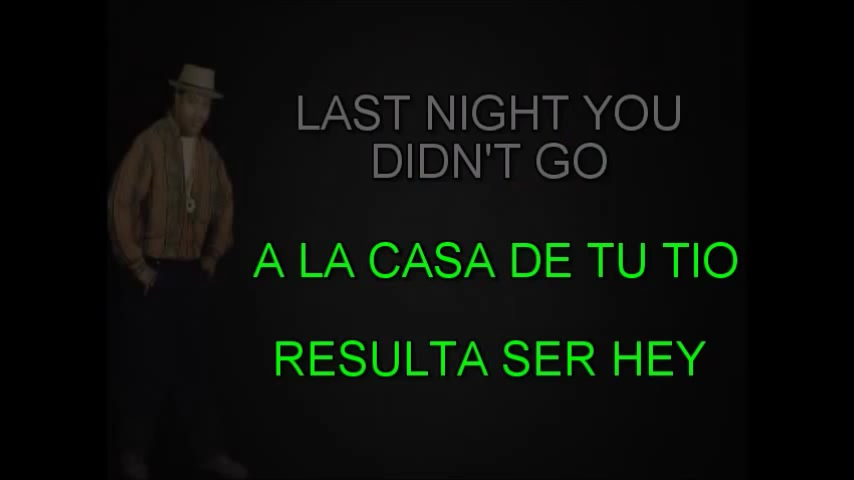 LAST NIGHT YOU
DIDN'T GO
A LA CASA DE TU TIO
RESULTA SER HEY